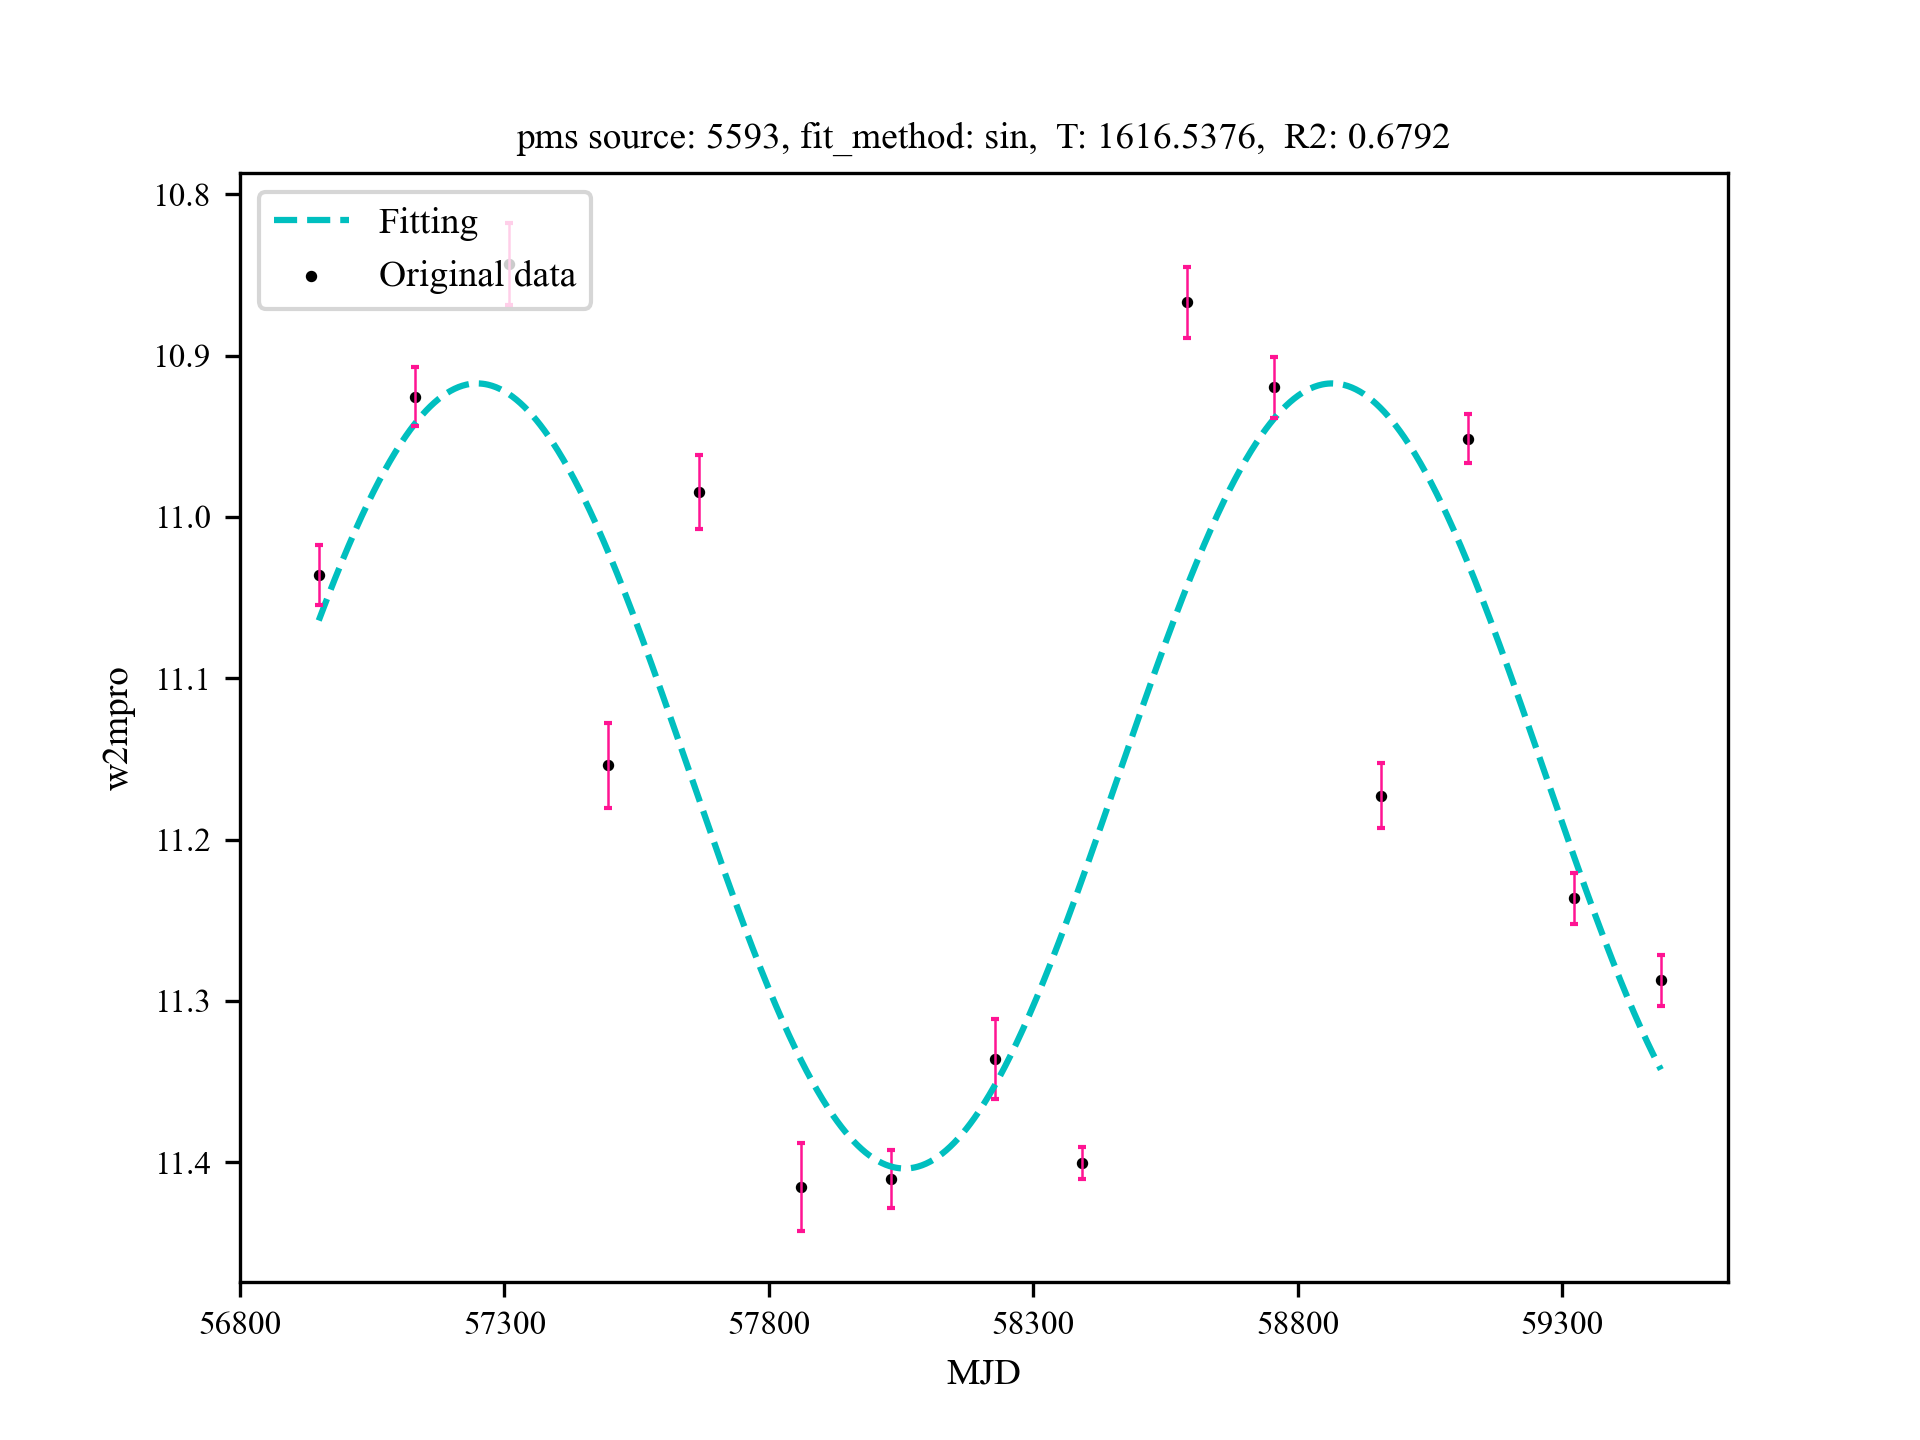 pms source: 5593, fit_method: sin,  T: 1616.5376,  R2: 0.6792
Fitting
Original data
10.8
10.9
11.0
11.1
11.2
11.3
11.4
w2mpro
56800
57300
57800
58300
58800
59300
MJD